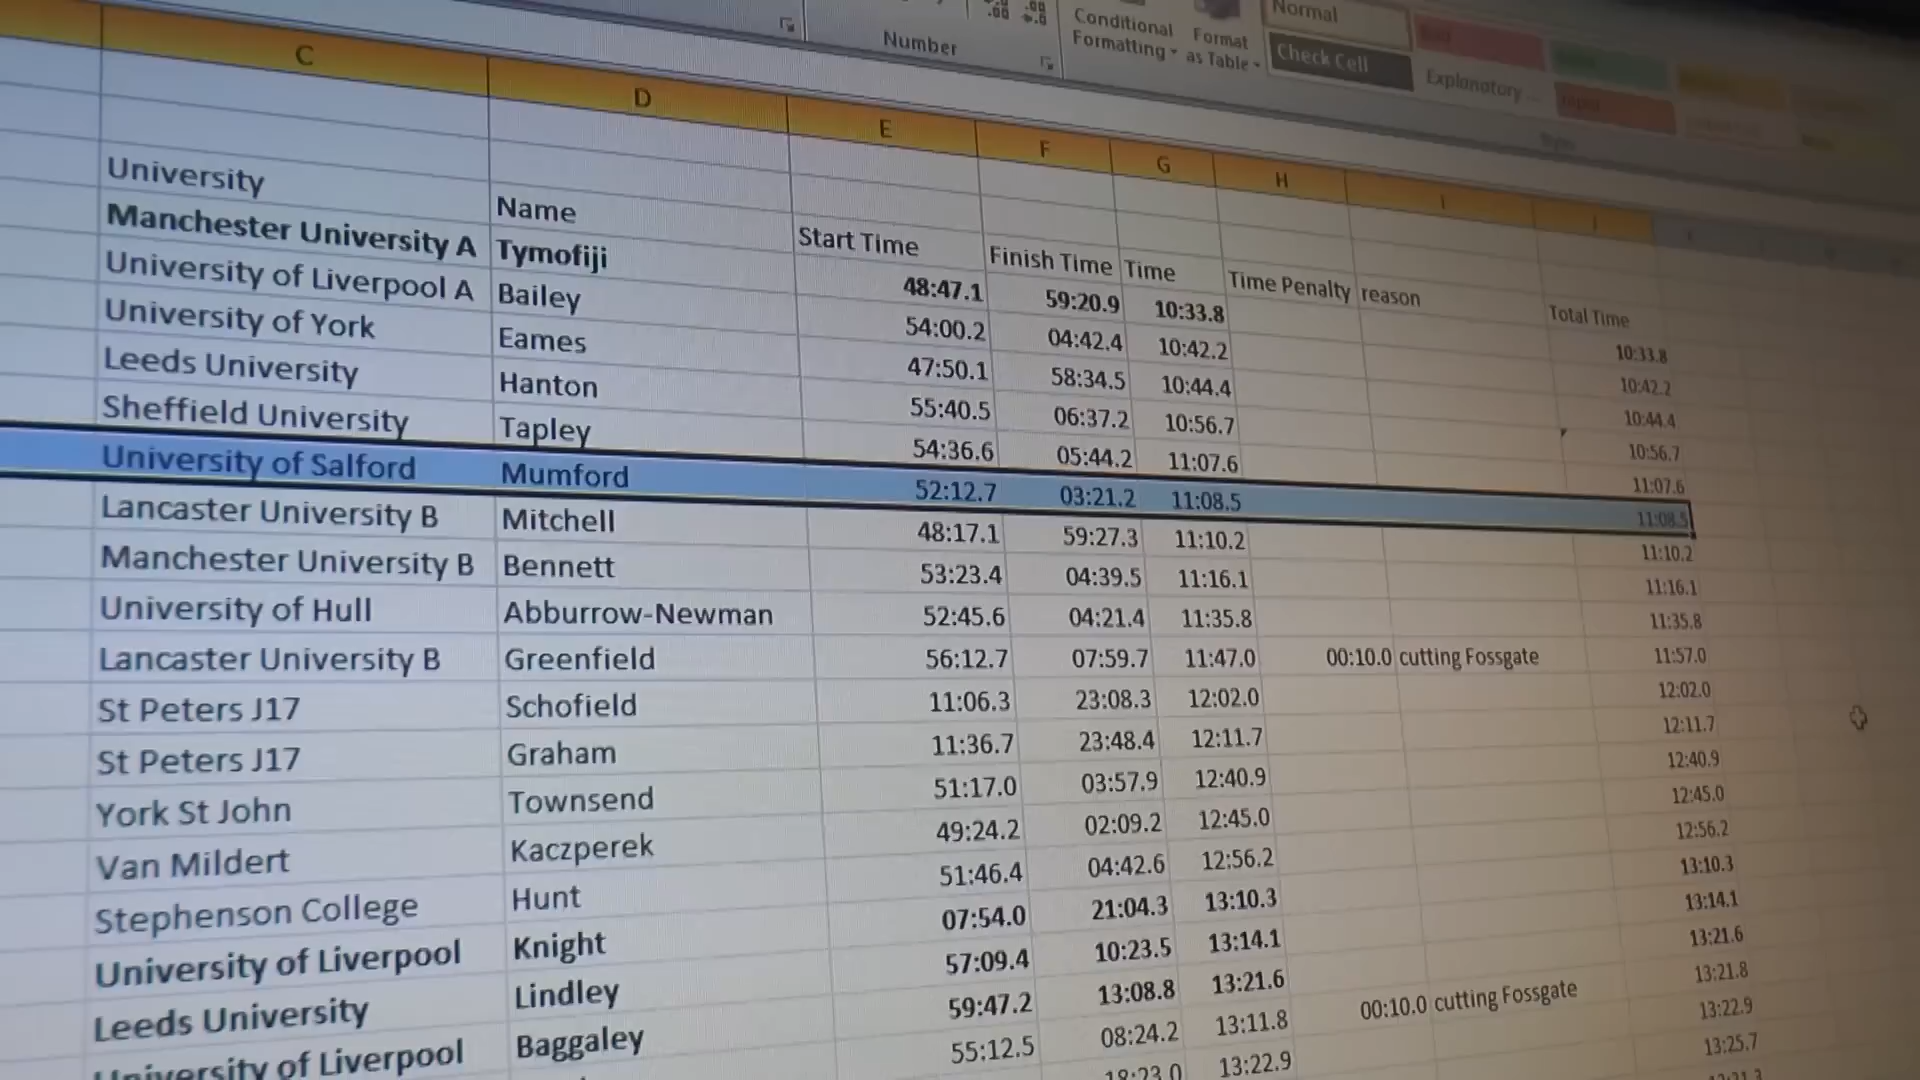 Number
Conditional Formatting
Format as Table
Normal
Check Cell
Explanatory ...
C D E F G H I J
University Name Start Time Finish Time Time Time Penalty reason Total Time
Manchester University A Tymofiji 48:47.1 59:20.9 10:33.8 10:33.8
University of Liverpool A Bailey 54:00.2 04:42.4 10:42.2 10:42.2
University of York Eames 47:50.1 58:34.5 10:44.4 10:44.4
Leeds University Hanton 55:40.5 06:37.2 10:56.7 10:56.7
Sheffield University Tapley 54:36.6 05:44.2 11:07.6 11:07.6
University of Salford Mumford 52:12.7 03:21.2 11:08.5 11:08.5
Lancaster University B Mitchell 48:17.1 59:27.3 11:10.2 11:10.2
Manchester University B Bennett 53:23.4 04:39.5 11:16.1 11:16.1
University of Hull Abburrow-Newman 52:45.6 04:21.4 11:35.8 11:35.8
Lancaster University B Greenfield 56:12.7 07:59.7 11:47.0 00:10.0 cutting Fossgate 11:57.0
St Peters J17 Schofield 11:06.3 23:08.3 12:02.0 12:02.0
St Peters J17 Graham 11:36.7 23:48.4 12:11.7 12:11.7
York St John Townsend 51:17.0 03:57.9 12:40.9 12:40.9
Van Mildert Kaczperek 49:24.2 02:09.2 12:45.0 12:45.0
Stephenson College Hunt 51:46.4 04:42.6 12:56.2 12:56.2
University of Liverpool Knight 07:54.0 21:04.3 13:10.3 13:10.3
Leeds University Lindley 57:09.4 10:23.5 13:14.1 13:14.1
University of Liverpool Baggaley 59:47.2 13:08.8 13:21.6 13:21.6
55:12.5 08:24.2 13:11.8 00:10.0 cutting Fossgate 13:21.8
18:23.0 13:22.9 13:22.9
13:25.7